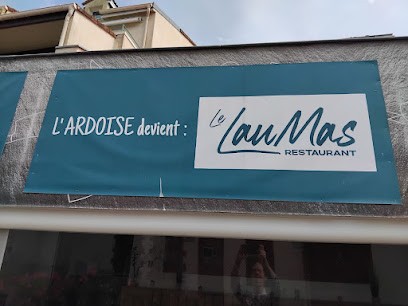 L'ARDOISE devient :
Le
LauMas
RESTAURANT